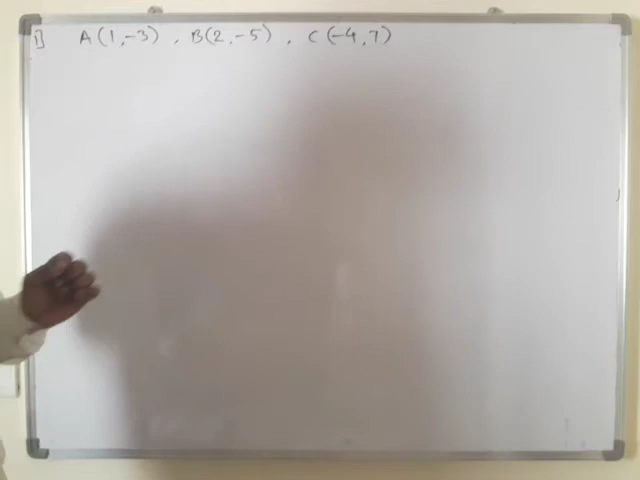 1] A(1,-3) , B(2,-5) , C(-4,7)